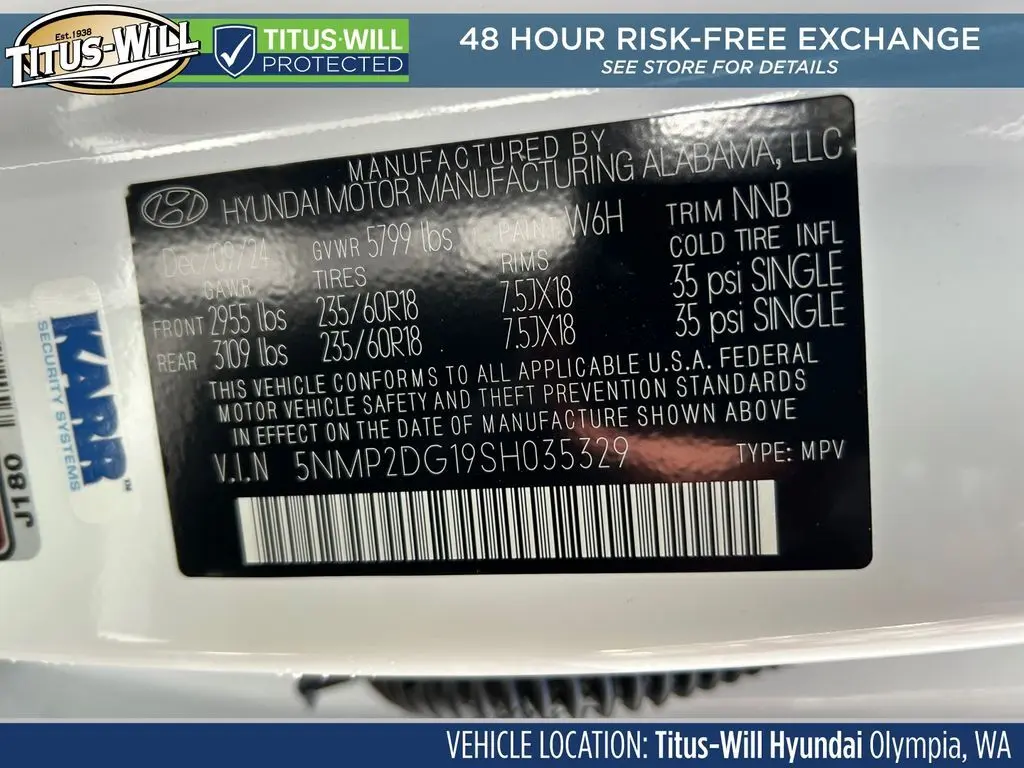 Est.1938
TITUS-WILL
TITUS-WILL
PROTECTED
48 HOUR RISK-FREE EXCHANGE
SEE STORE FOR DETAILS
MANUFACTURED BY
HYUNDAI MOTOR MANUFACTURING ALABAMA, LLC
Dec/09/24 GVWR 5799 lbs PAINT W6H TRIM NNB
GAWR TIRES RIMS COLD TIRE INFL
FRONT 2955 lbs 235/60R18 7.5JX18 35 psi SINGLE
REAR 3109 lbs 235/60R18 7.5JX18 35 psi SINGLE
THIS VEHICLE CONFORMS TO ALL APPLICABLE U.S.A. FEDERAL
MOTOR VEHICLE SAFETY AND THEFT PREVENTION STANDARDS
IN EFFECT ON THE DATE OF MANUFACTURE SHOWN ABOVE
V.I.N 5NMP2DG19SH035329 TYPE: MPV
KARR
SECURITY SYSTEMS
J180
VEHICLE LOCATION: Titus-Will Hyundai Olympia, WA